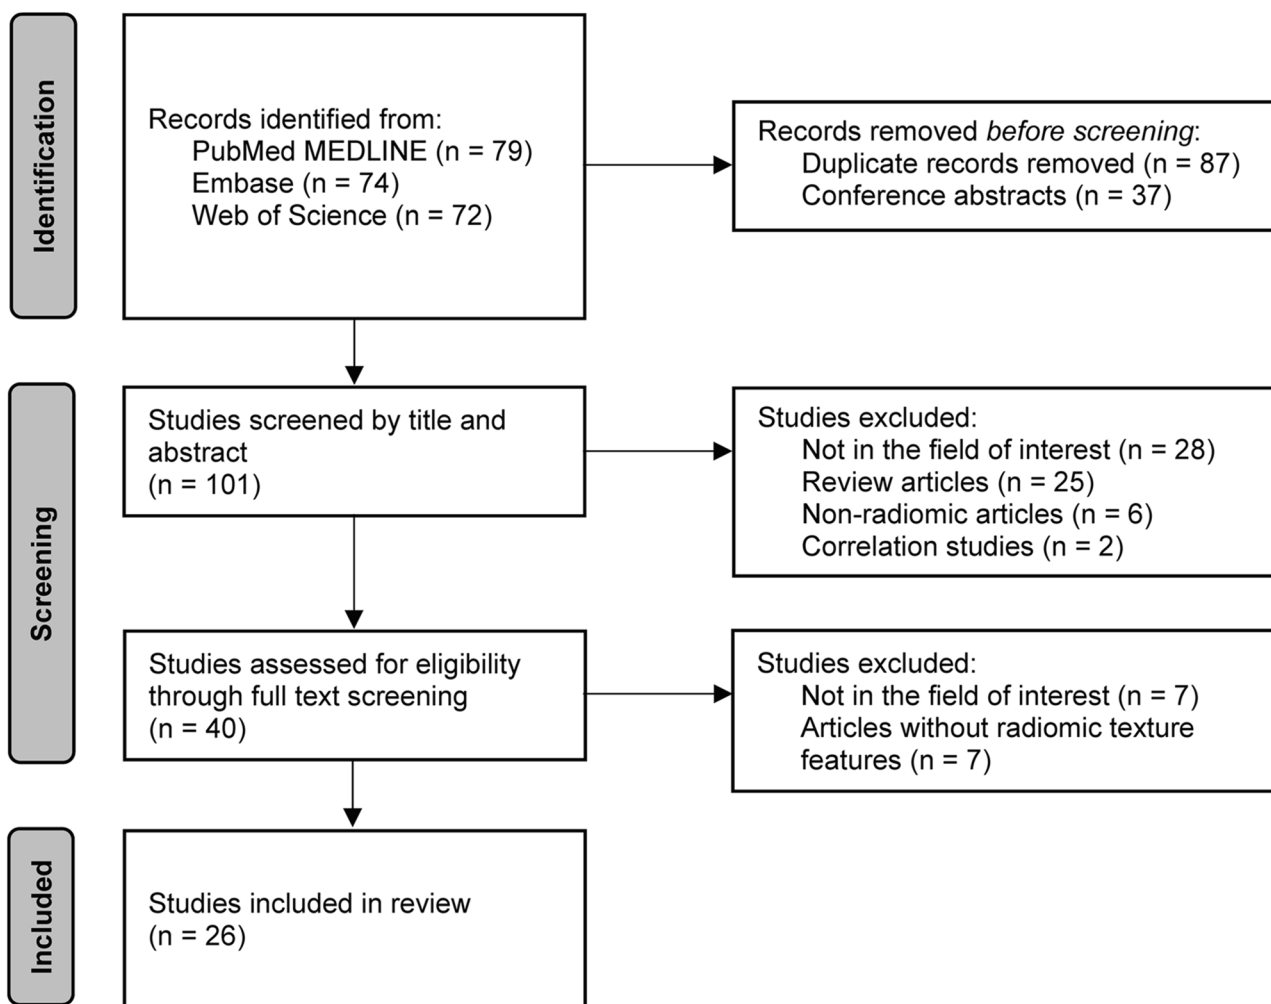 Identification
Records identified from:
PubMed MEDLINE (n = 79)
Embase (n = 74)
Web of Science (n = 72)
Records removed before screening:
Duplicate records removed (n = 87)
Conference abstracts (n = 37)
Screening
Studies screened by title and
abstract
(n = 101)
Studies excluded:
Not in the field of interest (n = 28)
Review articles (n = 25)
Non-radiomic articles (n = 6)
Correlation studies (n = 2)
Studies assessed for eligibility
through full text screening
(n = 40)
Studies excluded:
Not in the field of interest (n = 7)
Articles without radiomic texture
features (n = 7)
Included
Studies included in review
(n = 26)